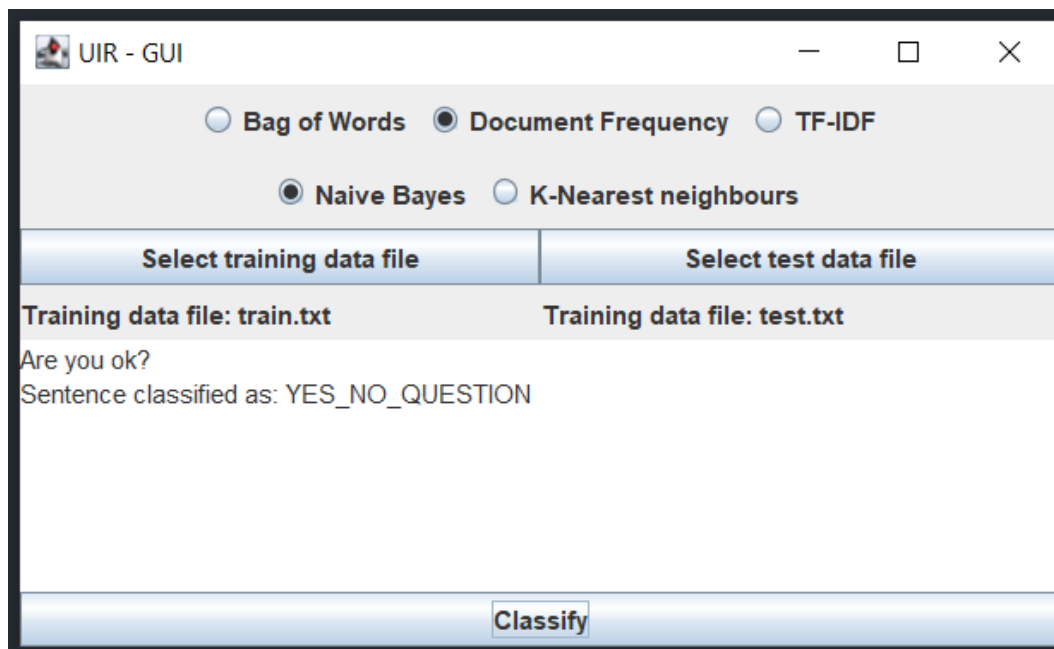 UIR - GUI
Bag of Words Document Frequency TF-IDF
Naive Bayes K-Nearest neighbours
Select training data file Select test data file
Training data file: train.txt Training data file: test.txt
Are you ok?
Sentence classified as: YES_NO_QUESTION
Classify